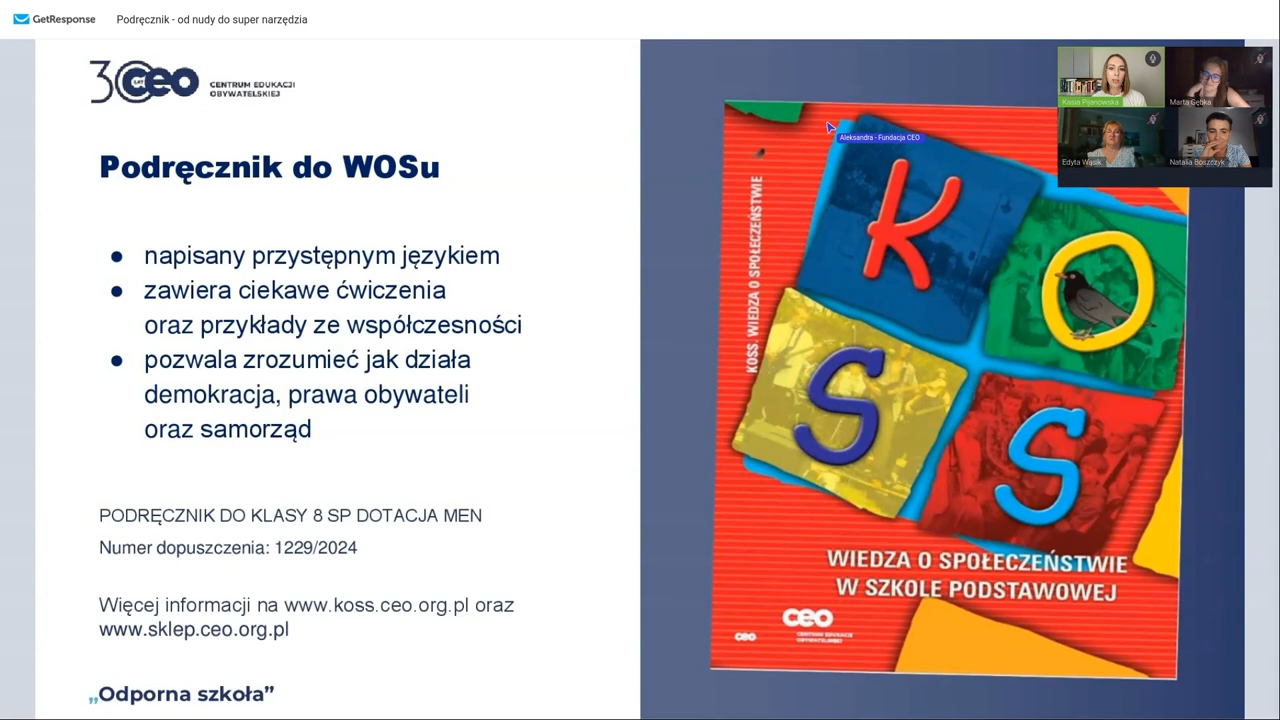 GetResponse
Podręcznik - od nudy do super narzędzia
30 LAT ceo CENTRUM EDUKACJI
OBYWATELSKIEJ
Podręcznik do WOSu
● napisany przystępnym językiem
● zawiera ciekawe ćwiczenia
oraz przykłady ze współczesności
● pozwala zrozumieć jak działa
demokracja, prawa obywateli
oraz samorząd
PODRĘCZNIK DO KLASY 8 SP DOTACJA MEN
Numer dopuszczenia: 1229/2024
Więcej informacji na www.koss.ceo.org.pl oraz
www.sklep.ceo.org.pl
„Odporna szkoła”
Aleksandra - Fundacja CEO
KOSS. WIEDZA O SPOŁECZEŃSTWIE
K
O
S
S
WIEDZA O SPOŁECZEŃSTWIE
W SZKOLE PODSTAWOWEJ
ceo
ceo
CENTRUM EDUKACJI
OBYWATELSKIEJ
Kasia Pijanowska
Marta Gębka
Edyta Wąsik
Natalia Boszczyk